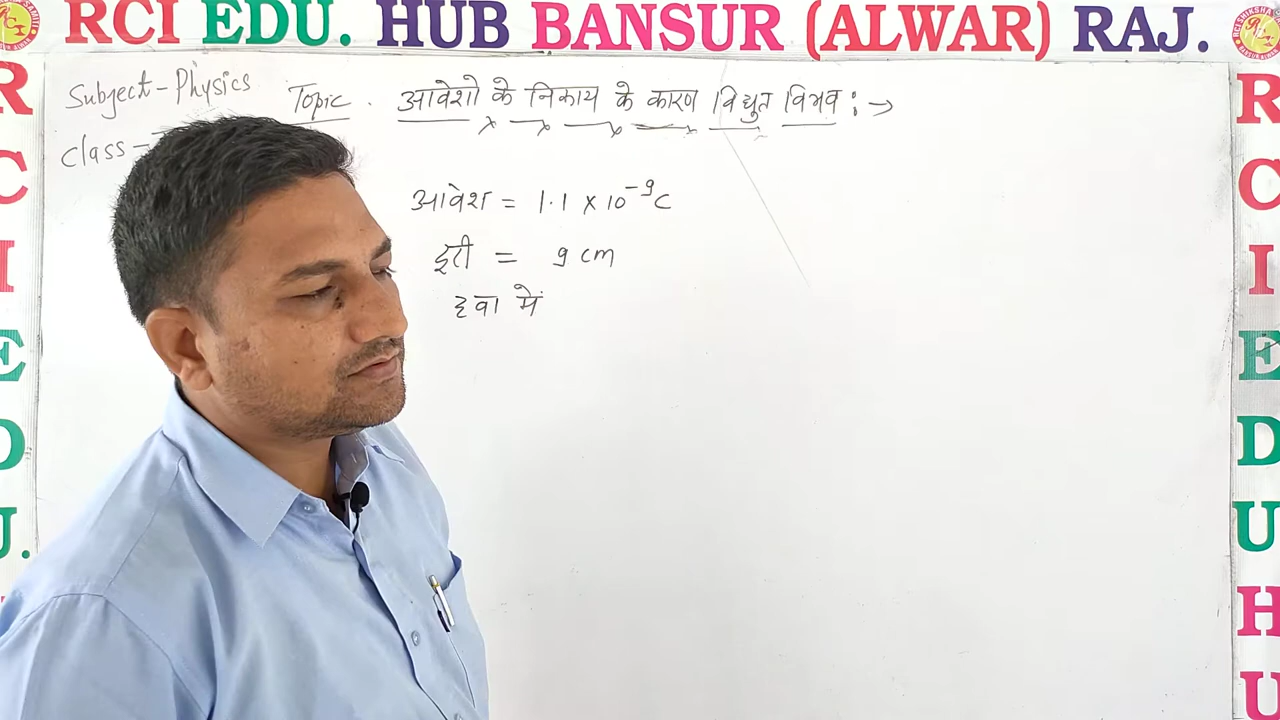 RCI EDU. HUB BANSUR (ALWAR) RAJ.
Subject - Physics
Topic. आवेशो के निकाय के कारण विद्युत विभव :→
class -
आवेश = 1.1 × 10⁻⁹ C
दूरी = 9 cm
हवा में
R
C
I
E
D
U.
R
C
I
E
D
U
H
U